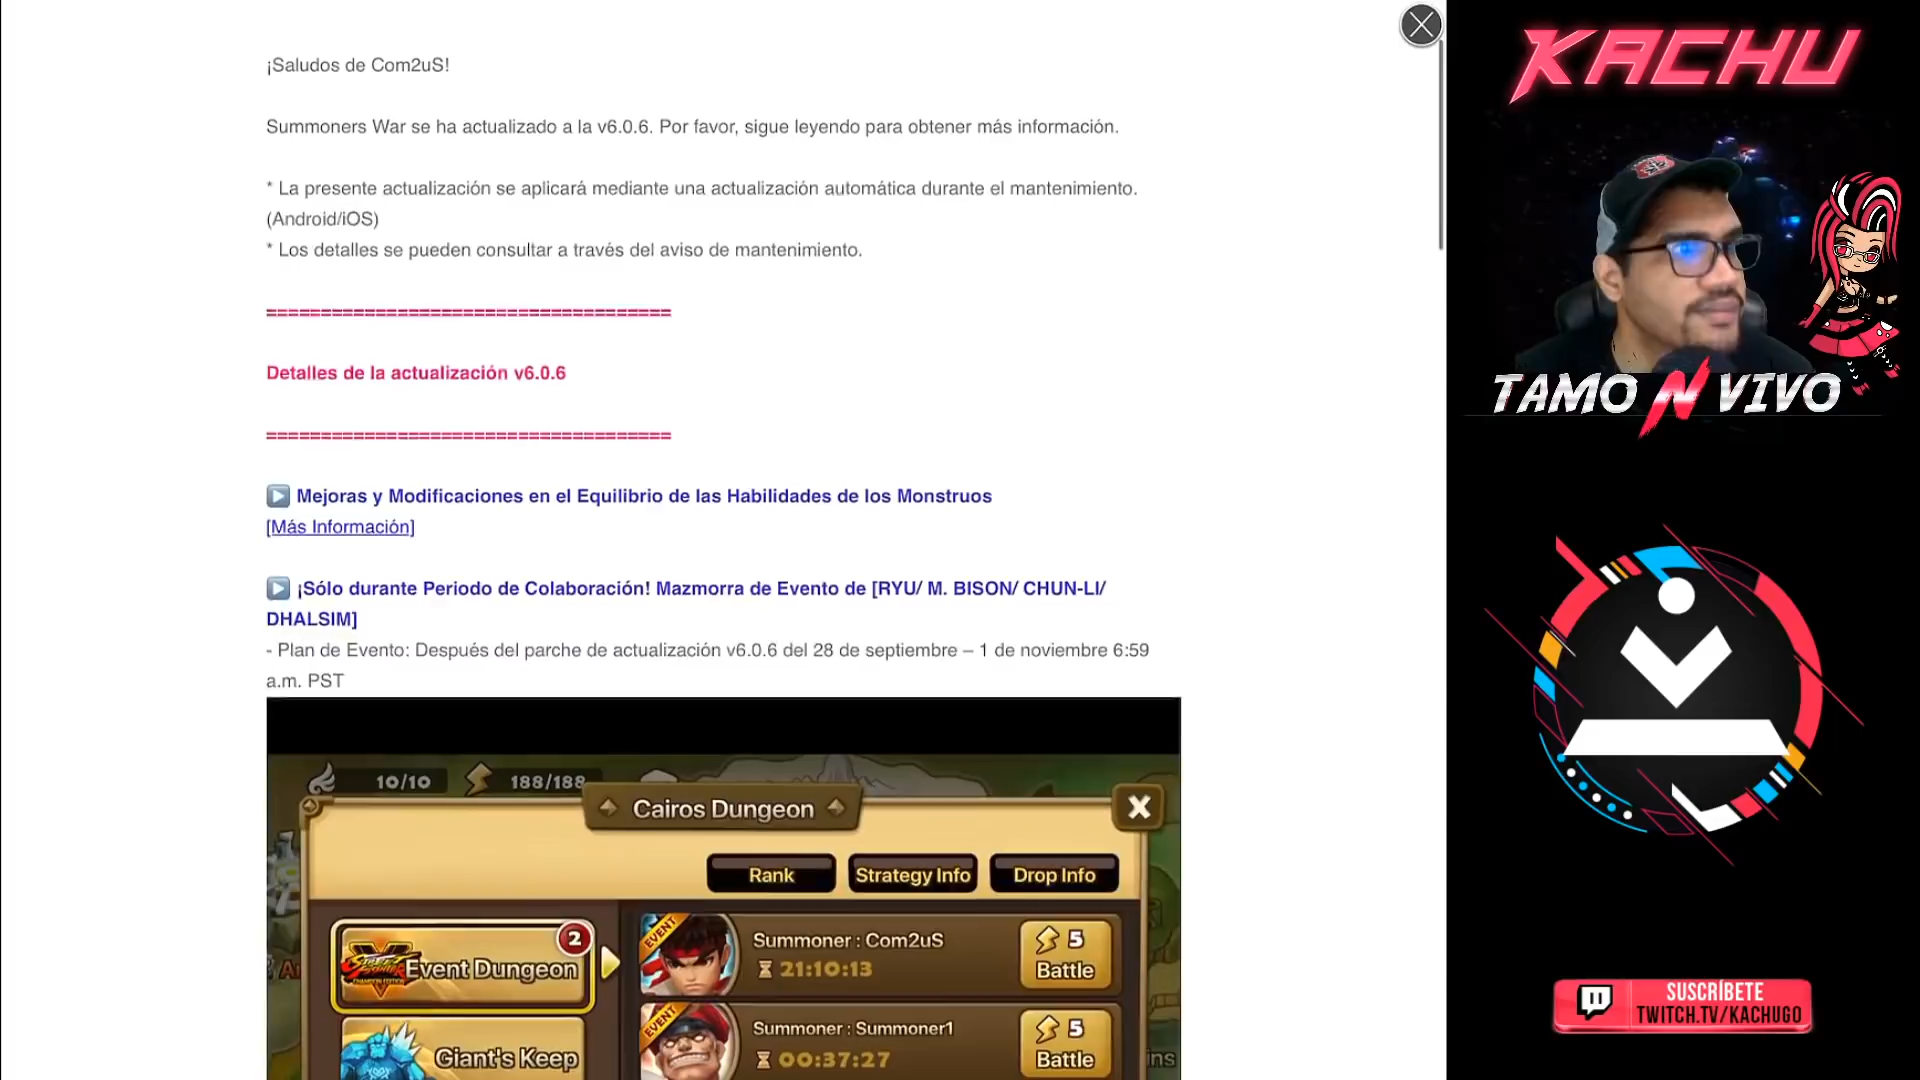 ¡Saludos de Com2uS!
Summoners War se ha actualizado a la v6.0.6. Por favor, sigue leyendo para obtener más información.
* La presente actualización se aplicará mediante una actualización automática durante el mantenimiento.
(Android/iOS)
* Los detalles se pueden consultar a través del aviso de mantenimiento.
=====================================
Detalles de la actualización v6.0.6
=====================================
Mejoras y Modificaciones en el Equilibrio de las Habilidades de los Monstruos
[Más Información]
¡Sólo durante Periodo de Colaboración! Mazmorra de Evento de [RYU/ M. BISON/ CHUN-LI/
DHALSIM]
- Plan de Evento: Después del parche de actualización v6.0.6 del 28 de septiembre – 1 de noviembre 6:59
a.m. PST
10/10 188/188
Cairos Dungeon
Rank Strategy Info Drop Info
2
STREET FIGHTER V
CHAMPION EDITION
Event Dungeon
EVENT
Summoner : Com2uS
21:10:13
5
Battle
Giant's Keep
EVENT
Summoner : Summoner1
00:37:27
5
Battle
KACHU
TAMO N VIVO
SUSCRÍBETE
TWITCH.TV/KACHUGO